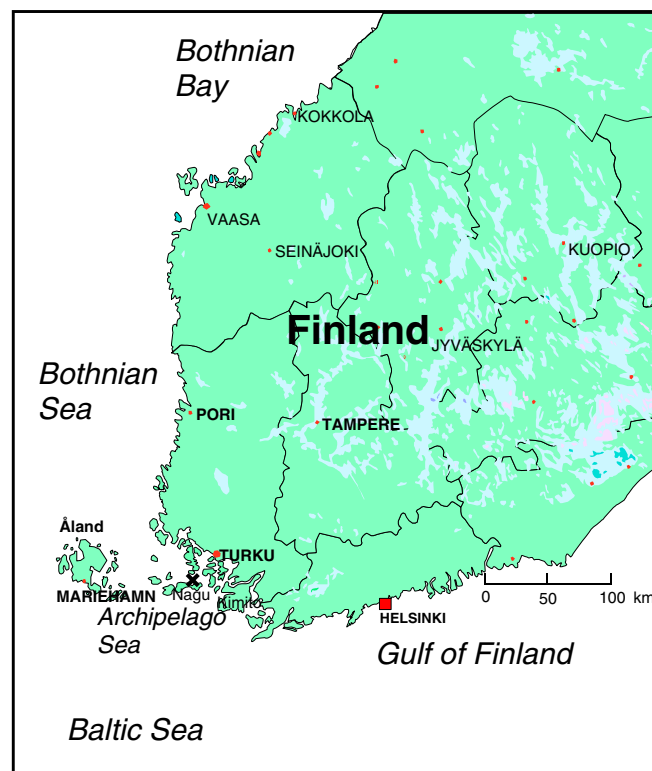 Bothnian
Bay
KOKKOLA
VAASA
SEINÄJOKI
KUOPIO
Finland
JYVÄSKYLÄ
Bothnian
Sea
PORI
TAMPERE
Åland
TURKU
MARIEHAMN
Nagu
Kimito
0 50 100 km
Archipelago
Sea
HELSINKI
Gulf of Finland
Baltic Sea